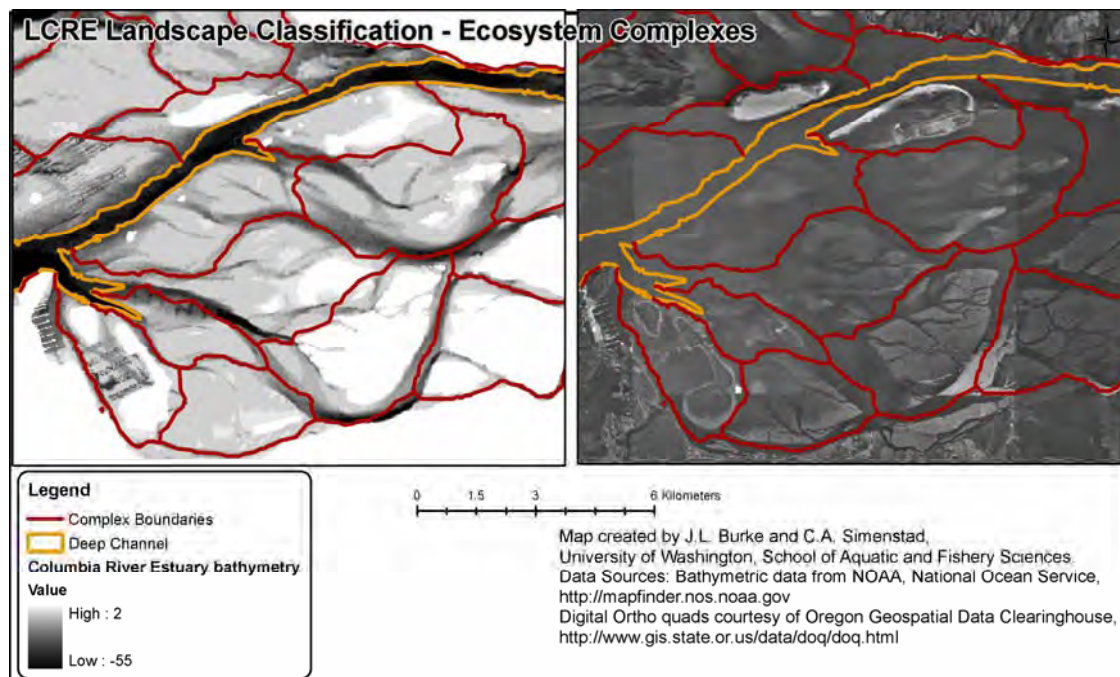 LCRE Landscape Classification - Ecosystem Complexes
Legend
Complex Boundaries
Deep Channel
Columbia River Estuary bathymetry
Value
High : 2
Low : -55
0 1.5 3 6 Kilometers
Map created by J.L. Burke and C.A. Simenstad,
University of Washington, School of Aquatic and Fishery Sciences
Data Sources: Bathymetric data from NOAA, National Ocean Service,
http://mapfinder.nos.noaa.gov
Digital Ortho quads courtesy of Oregon Geospatial Data Clearinghouse,
http://www.gis.state.or.us/data/doq/doq.html